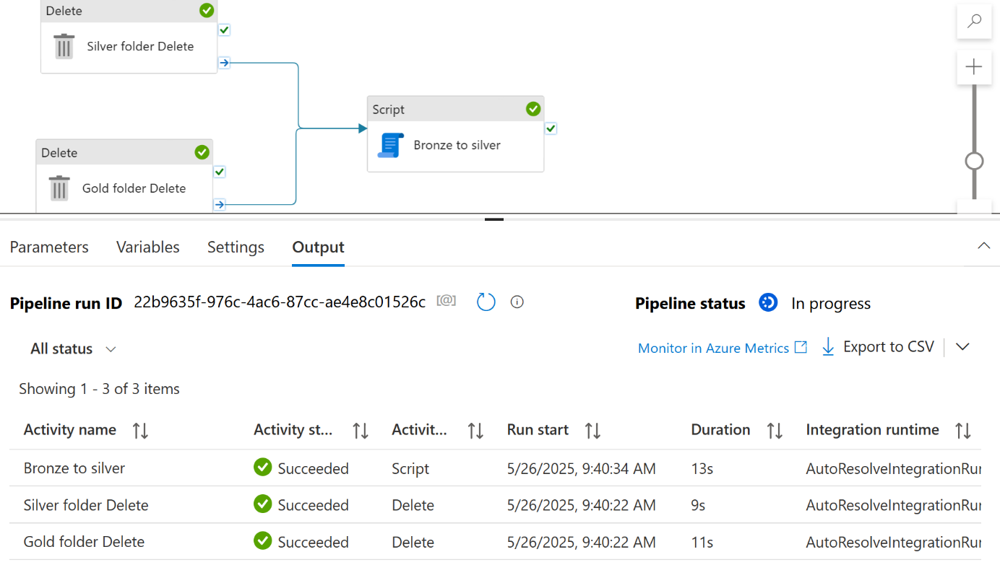 Delete
Silver folder Delete
Script
Bronze to silver
Delete
Gold folder Delete
Parameters Variables Settings Output
Pipeline run ID 22b9635f-976c-4ac6-87cc-ae4e8c01526c [@] Pipeline status In progress
All status Monitor in Azure Metrics Export to CSV
Showing 1 - 3 of 3 items
Activity name Activity st... Activit... Run start Duration Integration runtime
Bronze to silver Succeeded Script 5/26/2025, 9:40:34 AM 13s AutoResolveIntegrationRur
Silver folder Delete Succeeded Delete 5/26/2025, 9:40:22 AM 9s AutoResolveIntegrationRur
Gold folder Delete Succeeded Delete 5/26/2025, 9:40:22 AM 11s AutoResolveIntegrationRur